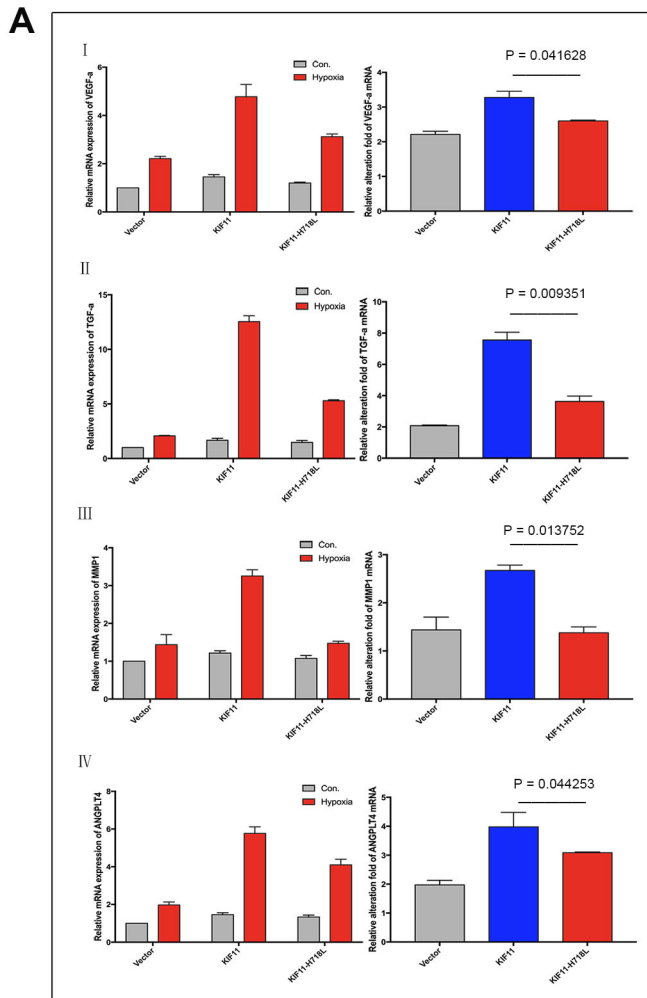 A
I
Con.
Hypoxia
Relative mRNA expression of VEGF-a
6
4
2
0
Vector
KIF11
KIF11-H718L
P = 0.041628
Relative alteration fold of VEGF-a mRNA
4
3
2
1
0
Vector
KIF11
KIF11-H718L
II
Con.
Hypoxia
Relative mRNA expression of TGF-a
15
10
5
0
Vector
KIF11
KIF11-H718L
P = 0.009351
Relative alteration fold of TGF-a mRNA
10
8
6
4
2
0
Vector
KIF11
KIF11-H718L
III
Con.
Hypoxia
Relative mRNA expression of MMP1
4
3
2
1
0
Vector
KIF11
KIF11-H718L
P = 0.013752
Relative alteration fold of MMP1 mRNA
3
2
1
0
Vector
KIF11
KIF11-H718L
IV
Con.
Hypoxia
Relative mRNA expression of ANGPLT4
8
6
4
2
0
Vector
KIF11
KIF11-H718L
P = 0.044253
Relative alteration fold of ANGPLT4 mRNA
5
4
3
2
1
0
Vector
KIF11
KIF11-H718L